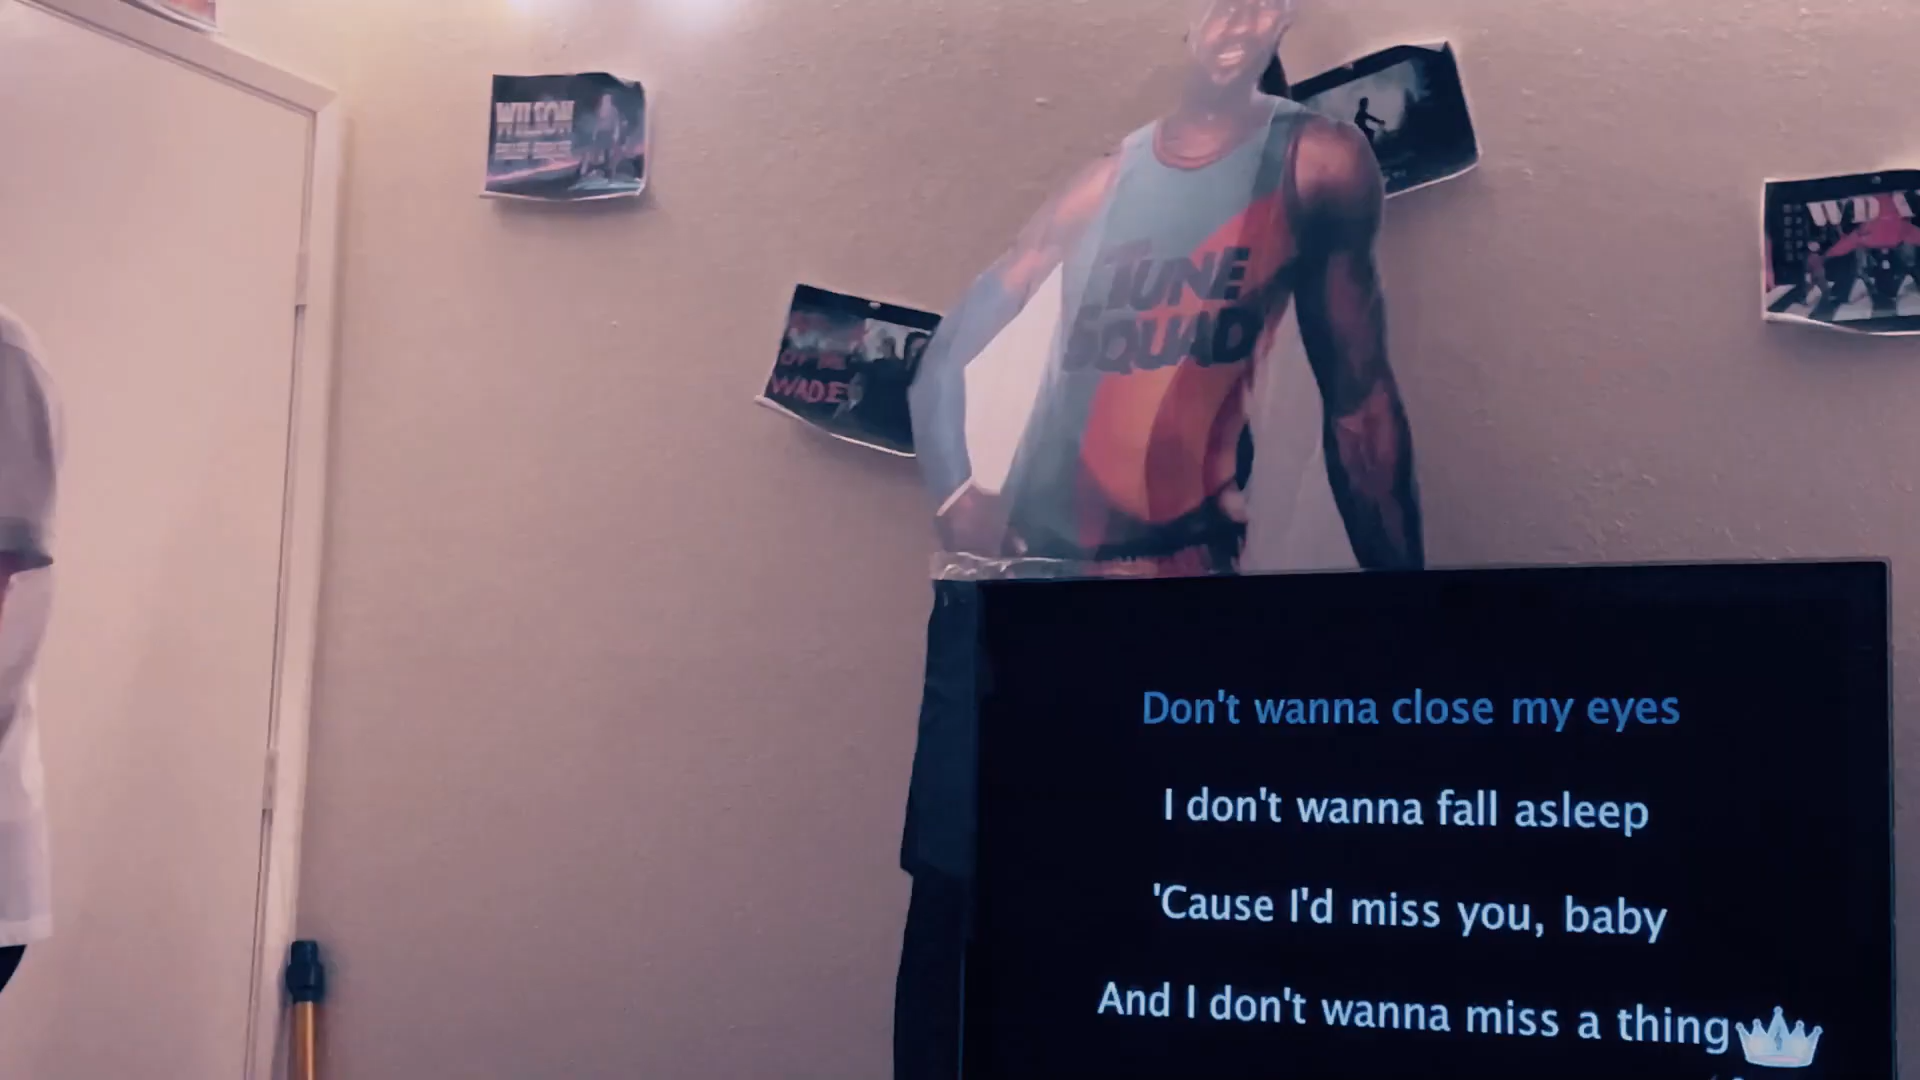 WILSON
WDA
TUNE
SQUAD
WADE
Don't wanna close my eyes
I don't wanna fall asleep
'Cause I'd miss you, baby
And I don't wanna miss a thing